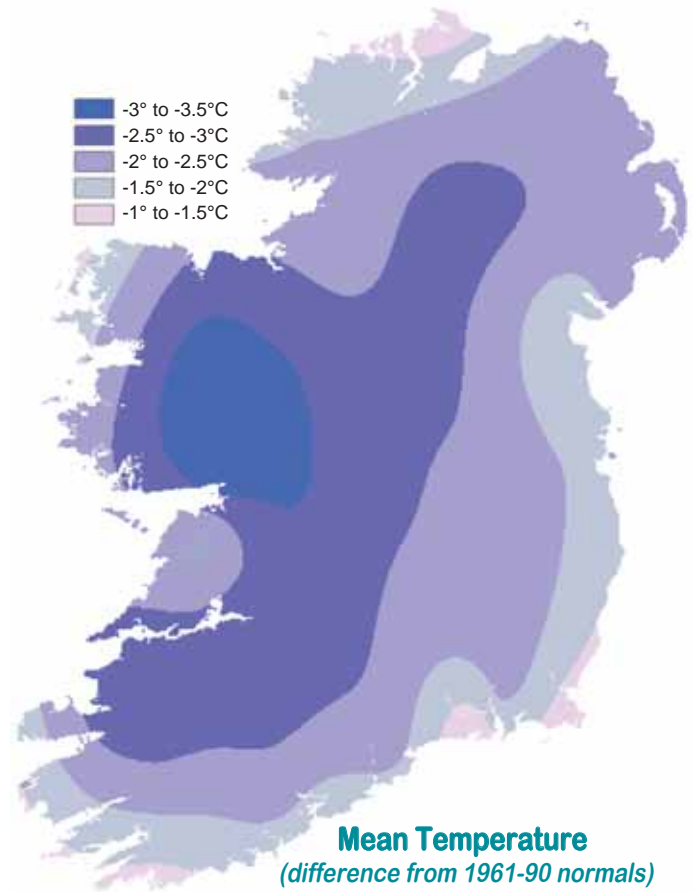 -3° to -3.5°C
-2.5° to -3°C
-2° to -2.5°C
-1.5° to -2°C
-1° to -1.5°C
Mean Temperature
(difference from 1961-90 normals)